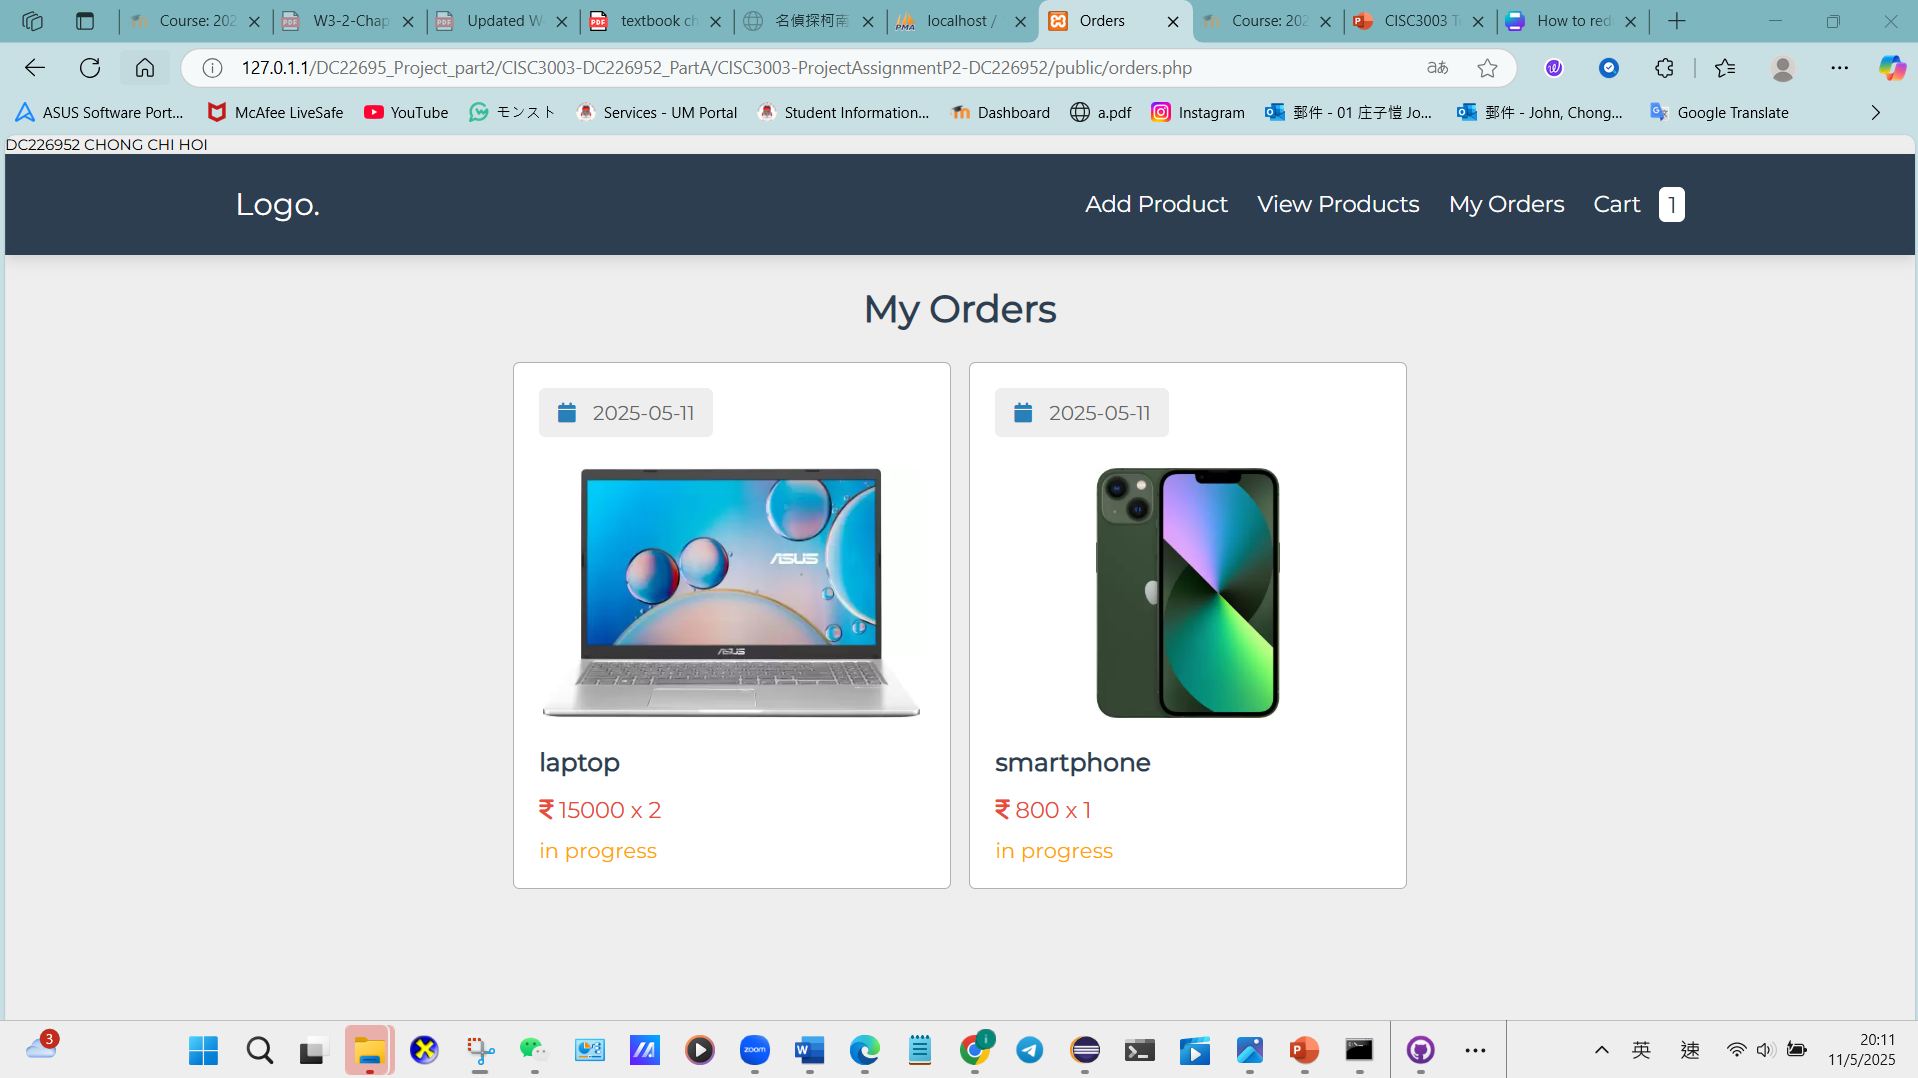 Course: 202
W3-2-Chap
Updated W
textbook ch
名偵探柯南
localhost /
Orders
Course: 202
CISC3003 T
How to red
127.0.1.1/DC22695_Project_part2/CISC3003-DC226952_PartA/CISC3003-ProjectAssignmentP2-DC226952/public/orders.php
ASUS Software Port...
McAfee LiveSafe
YouTube
モンスト
Services - UM Portal
Student Information...
Dashboard
a.pdf
Instagram
郵件 - 01 庄子愷 Jo...
郵件 - John, Chong...
Google Translate
DC226952 CHONG CHI HOI
Logo.
Add Product
View Products
My Orders
Cart 1
My Orders
2025-05-11
2025-05-11
ASUS
ASUS
laptop
smartphone
₹ 15000 x 2
₹ 800 x 1
in progress
in progress
3
zoom
英
速
20:11
11/5/2025